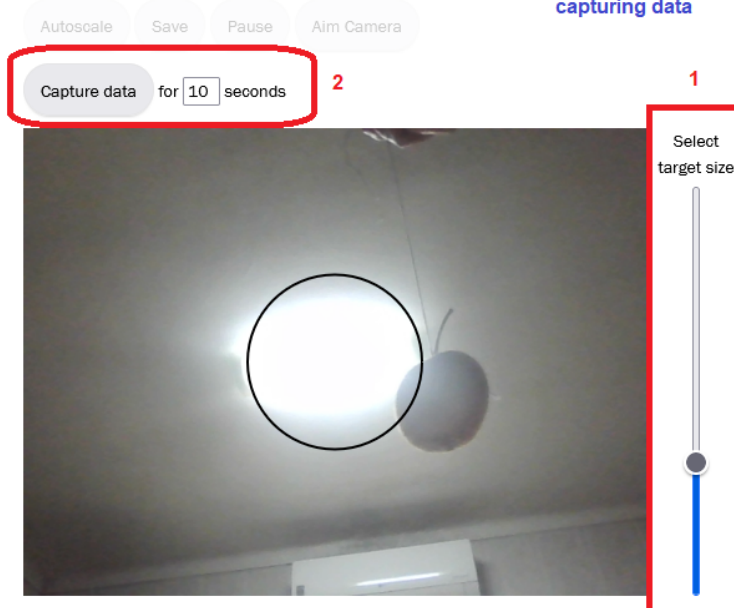 capturing data
Autoscale Save Pause Aim Camera
Capture data for 10 seconds
2
1
Select
target size